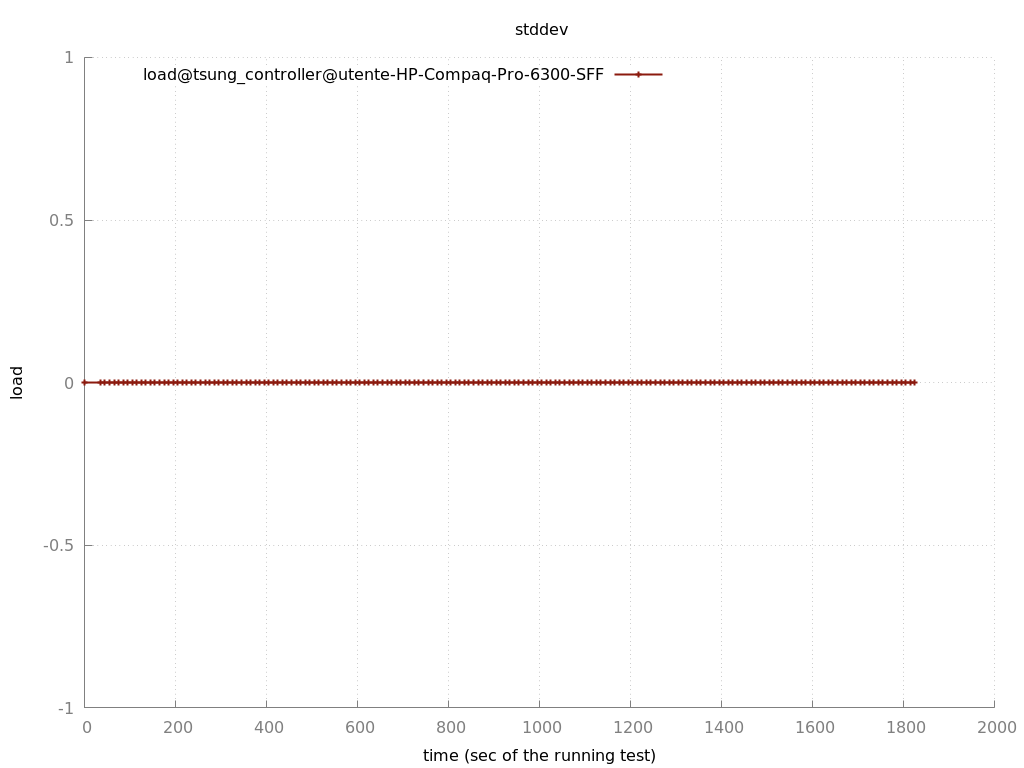 stddev
load@tsung_controller@utente-HP-Compaq-Pro-6300-SFF
1
0.5
0
-0.5
-1
load
0 200 400 600 800 1000 1200 1400 1600 1800 2000
time (sec of the running test)